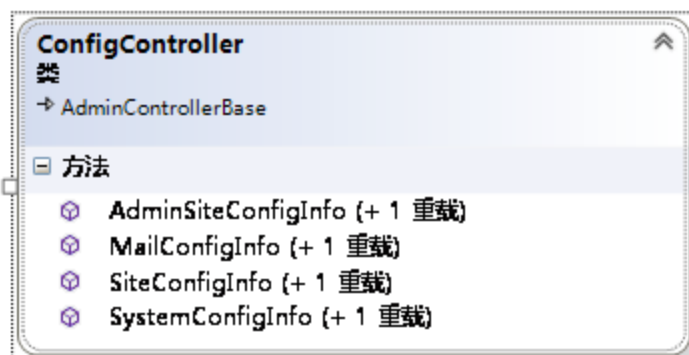 ConfigController
类
AdminControllerBase
方法
AdminSiteConfigInfo (+ 1 重载)
MailConfigInfo (+ 1 重载)
SiteConfigInfo (+ 1 重载)
SystemConfigInfo (+ 1 重载)